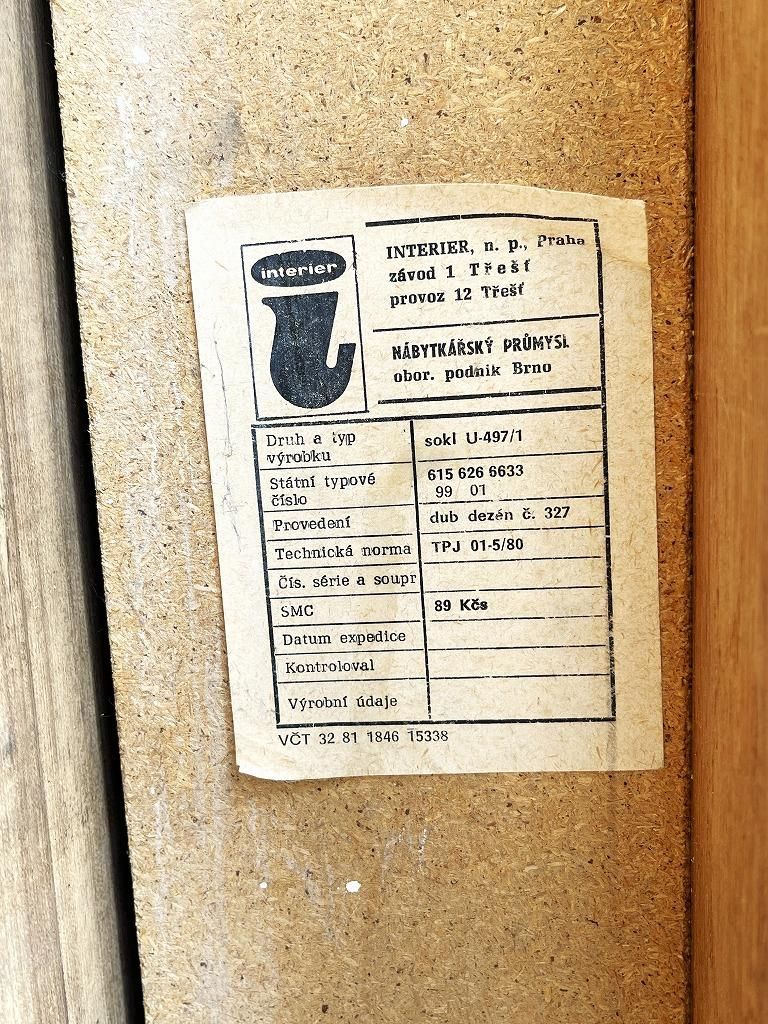 interier
INTERIER, n. p., Praha
závod 1 Třešť
provoz 12 Třešť
NÁBYTKÁŘSKÝ PRŮMYSL
obor. podnik Brno
Druh a typ
výrobku
sokl U-497/1
Státní typové
číslo
615 626 6633
99 01
Provedení
dub dezén č. 327
Technická norma
TPJ 01-5/80
Čís. série a soupr
SMC
89 Kčs
Datum expedice
Kontroloval
Výrobní údaje
VČT 32 81 1846 15338